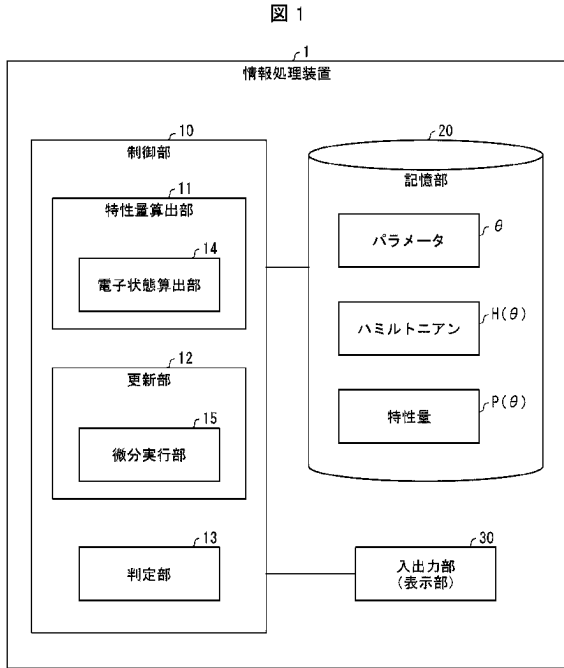 図 1
1
情報処理装置
10
制御部
11
特性量算出部
14
電子状態算出部
12
更新部
15
微分実行部
13
判定部
20
記憶部
パラメータ
θ
ハミルトニアン
H(θ)
特性量
P(θ)
30
入出力部
(表示部)